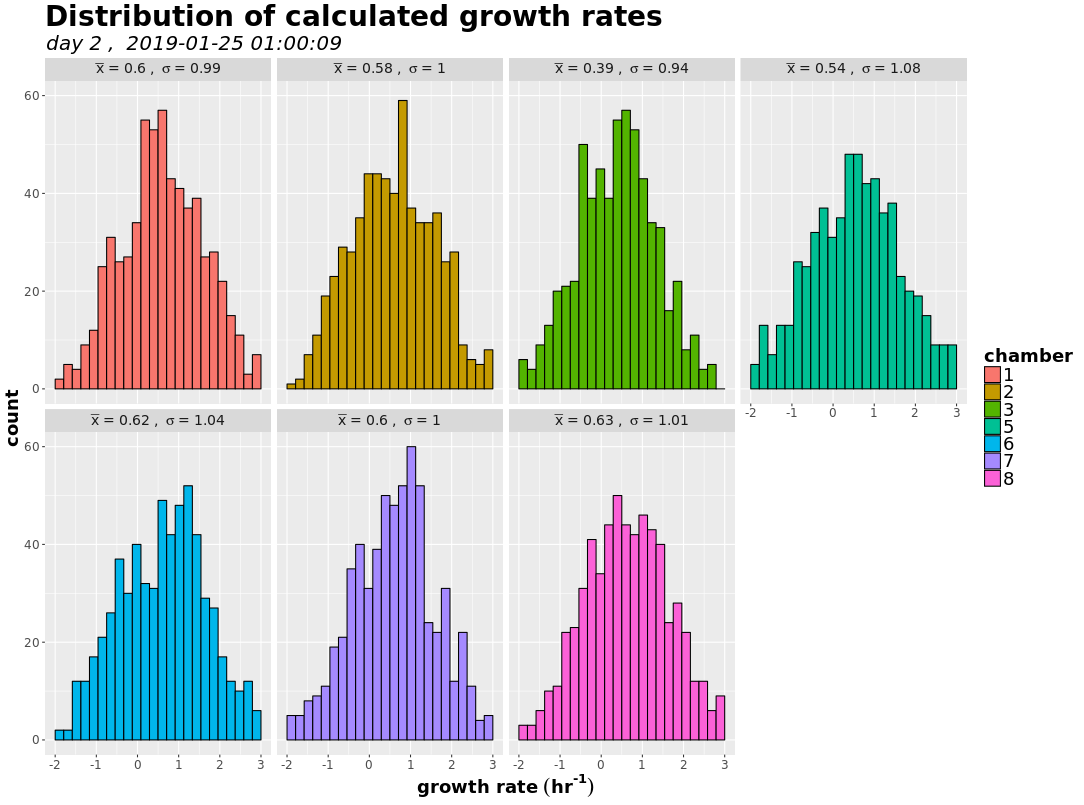 Distribution of calculated growth rates
day 2 , 2019-01-25 01:00:09
x̅ = 0.6 , σ = 0.99
x̅ = 0.58 , σ = 1
x̅ = 0.39 , σ = 0.94
x̅ = 0.54 , σ = 1.08
60
40
20
0
-2 -1 0 1 2 3
x̅ = 0.62 , σ = 1.04
x̅ = 0.6 , σ = 1
x̅ = 0.63 , σ = 1.01
60
40
20
0
-2 -1 0 1 2 3
-2 -1 0 1 2 3
-2 -1 0 1 2 3
count
growth rate (hr⁻¹)
chamber
1
2
3
5
6
7
8